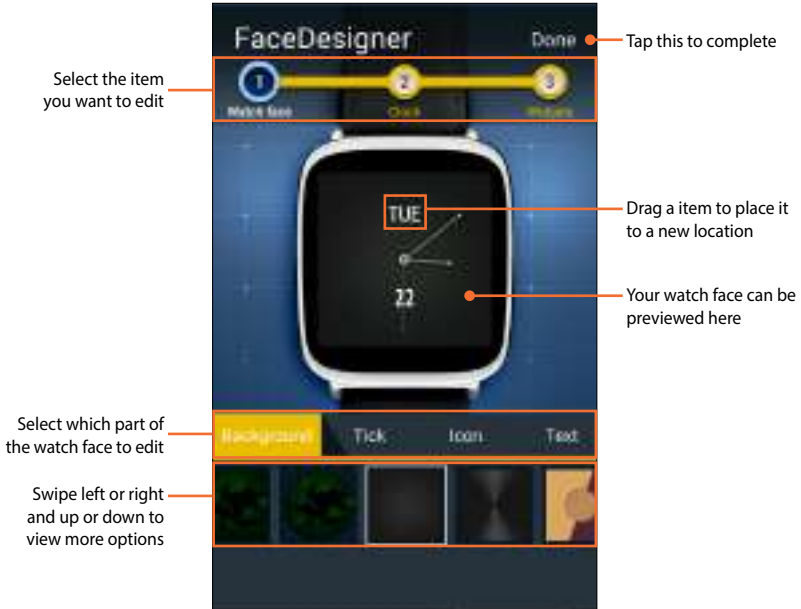 FaceDesigner
Done
Tap this to complete
Select the item
you want to edit
1
2
3
Watch face
Clock
Widgets
TUE
Drag a item to place it
to a new location
22
Your watch face can be
previewed here
Select which part of
the watch face to edit
Background
Tick
Icon
Text
Swipe left or right
and up or down to
view more options